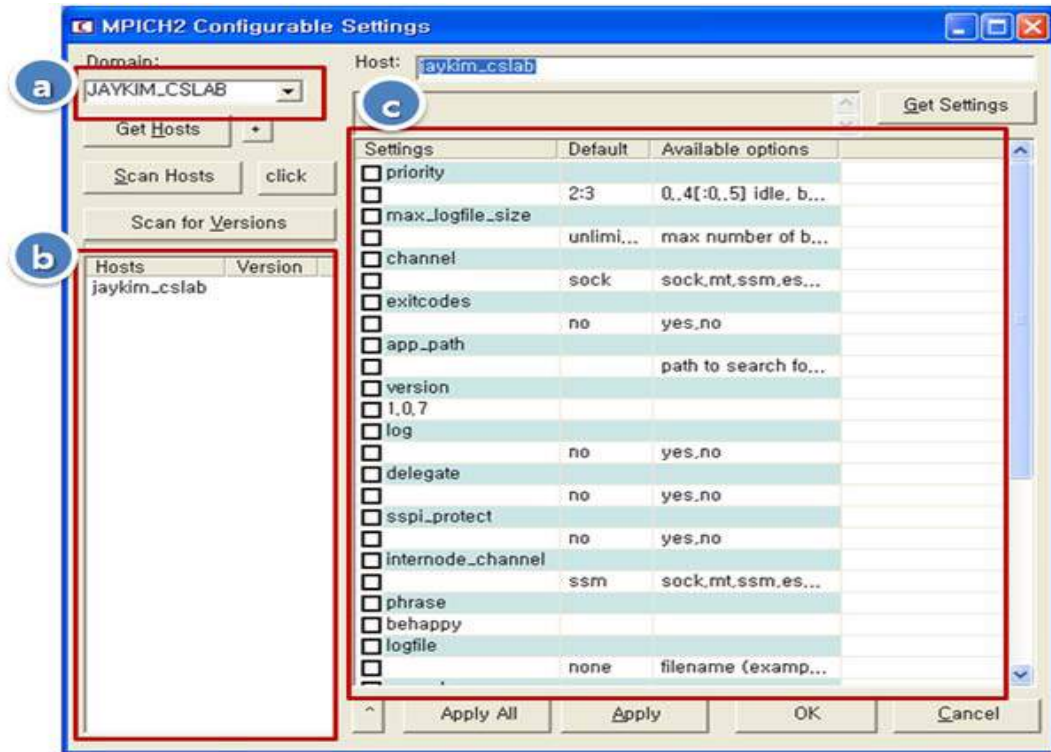 MPICH2 Configurable Settings
Domain:
a
JAYKIM_CSLAB
Get Hosts
+
Scan Hosts
click
Scan for Versions
b
Hosts Version
jaykim_cslab
Host: jaykim_cslab
c
Get Settings
Settings Default Available options
priority
2:3 0..4[:0..5] idle, b...
max_logfile_size
unlimi... max number of b...
channel
sock sock,mt,ssm,es...
exitcodes
no yes,no
app_path
path to search fo...
version
1.0.7
log
no yes,no
delegate
no yes,no
sspi_protect
no yes,no
internode_channel
ssm sock,mt,ssm,es...
phrase
behappy
logfile
none filename (examp...
^
Apply All
Apply
OK
Cancel